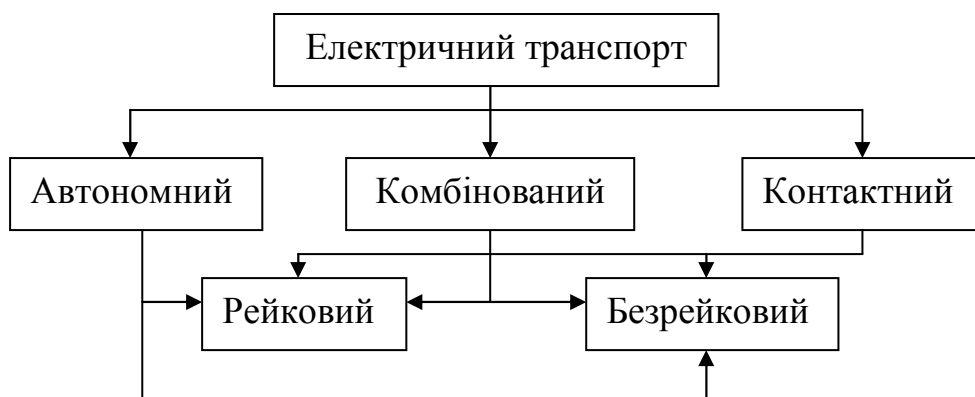 Електричний транспорт
Автономний
Комбінований
Контактний
Рейковий
Безрейковий